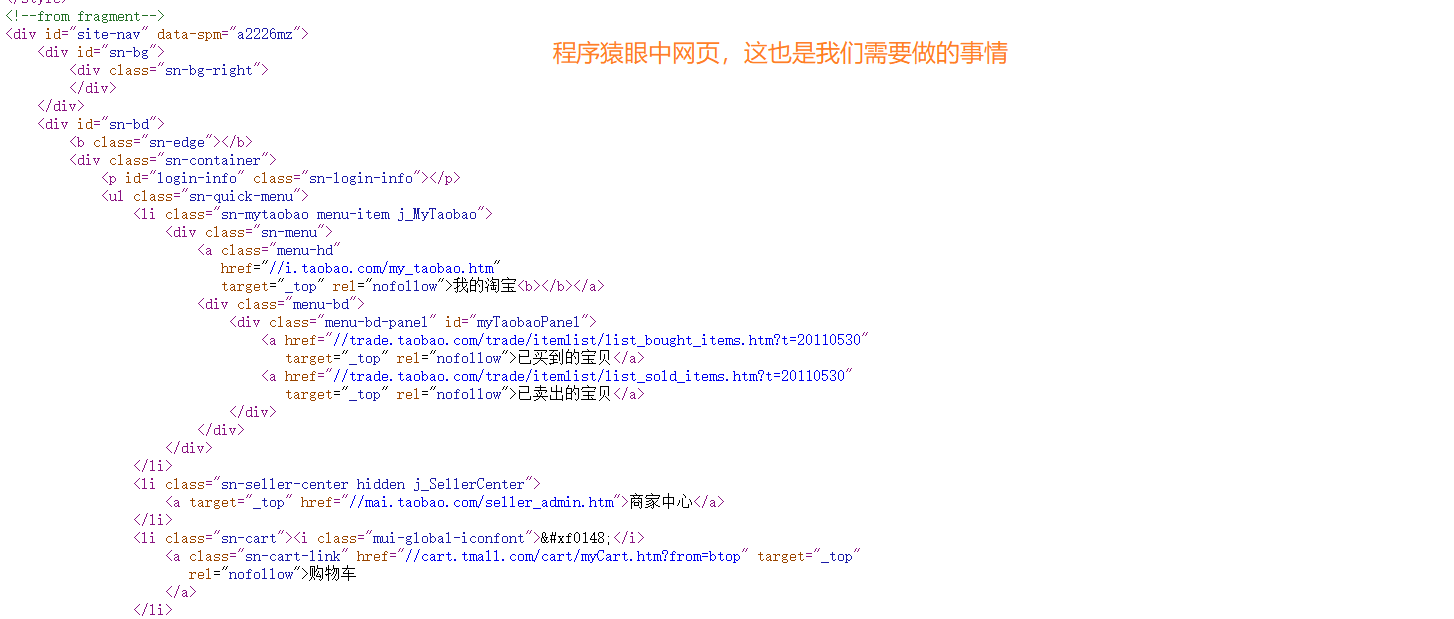 </style>
<!--from fragment-->
<div id="site-nav" data-spm="a2226mz">
程序猿眼中网页，这也是我们需要做的事情
<div id="sn-bg">
<div class="sn-bg-right">
</div>
</div>
<div id="sn-bd">
<b class="sn-edge"></b>
<div class="sn-container">
<p id="login-info" class="sn-login-info"></p>
<ul class="sn-quick-menu">
<li class="sn-mytaobao menu-item j_MyTaobao">
<div class="sn-menu">
<a class="menu-hd"
href="//i.taobao.com/my_taobao.htm"
target="_top" rel="nofollow">我的淘宝<b></b></a>
<div class="menu-bd">
<div class="menu-bd-panel" id="myTaobaoPanel">
<a href="//trade.taobao.com/trade/itemlist/list_bought_items.htm?t=20110530"
target="_top" rel="nofollow">已买到的宝贝</a>
<a href="//trade.taobao.com/trade/itemlist/list_sold_items.htm?t=20110530"
target="_top" rel="nofollow">已卖出的宝贝</a>
</div>
</div>
</div>
</li>
<li class="sn-seller-center hidden j_SellerCenter">
<a target="_top" href="//mai.taobao.com/seller_admin.htm">商家中心</a>
</li>
<li class="sn-cart"><i class="mui-global-iconfont">&#xf0148;</i>
<a class="sn-cart-link" href="//cart.tmall.com/cart/myCart.htm?from=btop" target="_top"
rel="nofollow">购物车
</a>
</li>